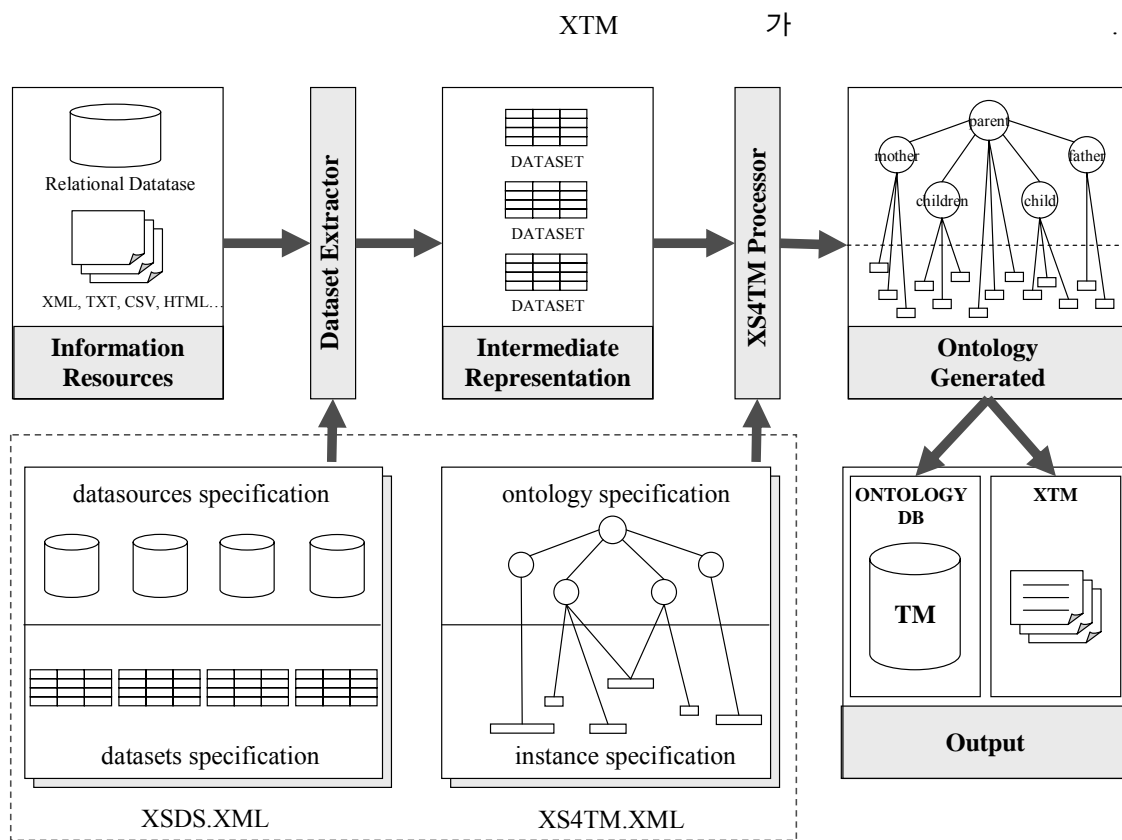 XTM 가 .
Relational Datatase
XML, TXT, CSV, HTML…
Information
Resources
Dataset Extractor
DATASET
DATASET
DATASET
Intermediate
Representation
XS4TM Processor
parent
mother
father
children
child
Ontology
Generated
datasources specification
datasets specification
XSDS.XML
ontology specification
instance specification
XS4TM.XML
ONTOLOGY
DB
TM
XTM
Output